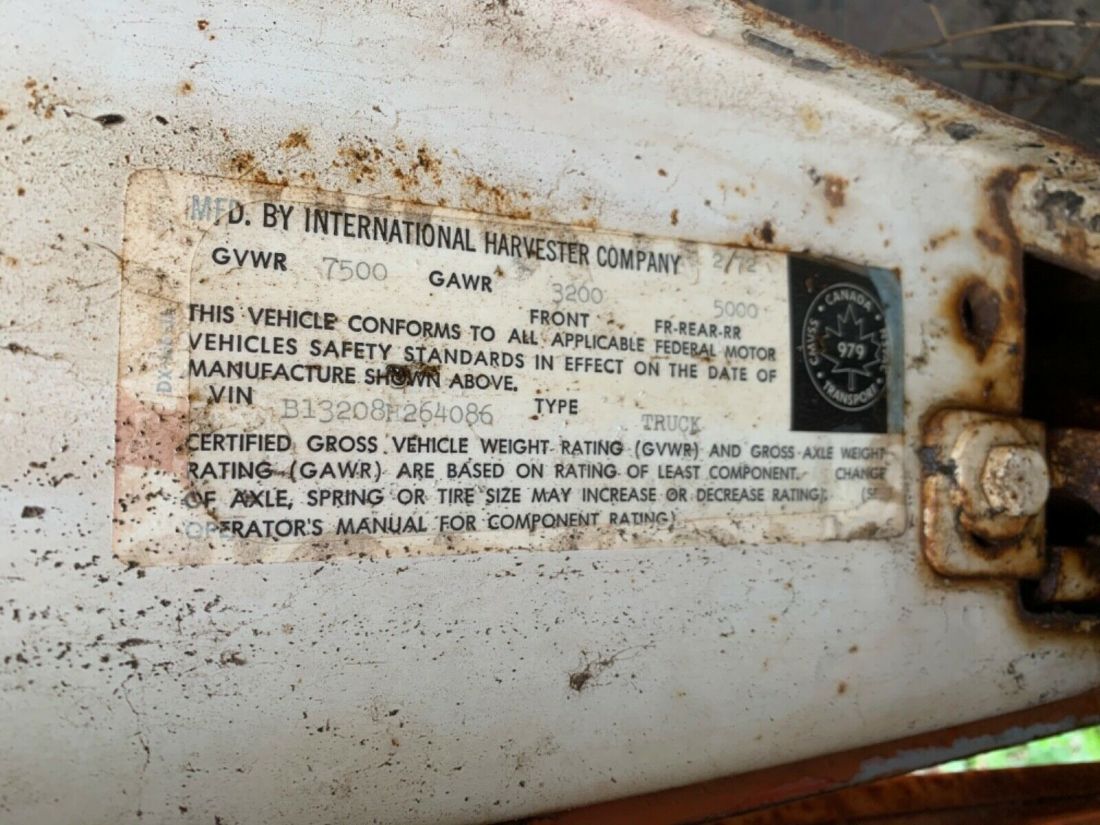 MFD. BY INTERNATIONAL HARVESTER COMPANY 2/72
GVWR 7500 GAWR 3200 5000
FRONT FR-REAR-RR
THIS VEHICLE CONFORMS TO ALL APPLICABLE FEDERAL MOTOR
VEHICLES SAFETY STANDARDS IN EFFECT ON THE DATE OF
MANUFACTURE SHOWN ABOVE.
VIN B13208H264086 TYPE TRUCK
CERTIFIED GROSS VEHICLE WEIGHT RATING (GVWR) AND GROSS AXLE WEIGHT
RATING (GAWR) ARE BASED ON RATING OF LEAST COMPONENT. CHANGE
OF AXLE, SPRING OR TIRE SIZE MAY INCREASE OR DECREASE RATING.
OPERATOR'S MANUAL FOR COMPONENT RATING)
CANADA
979
TRANSPORT
CMVSS